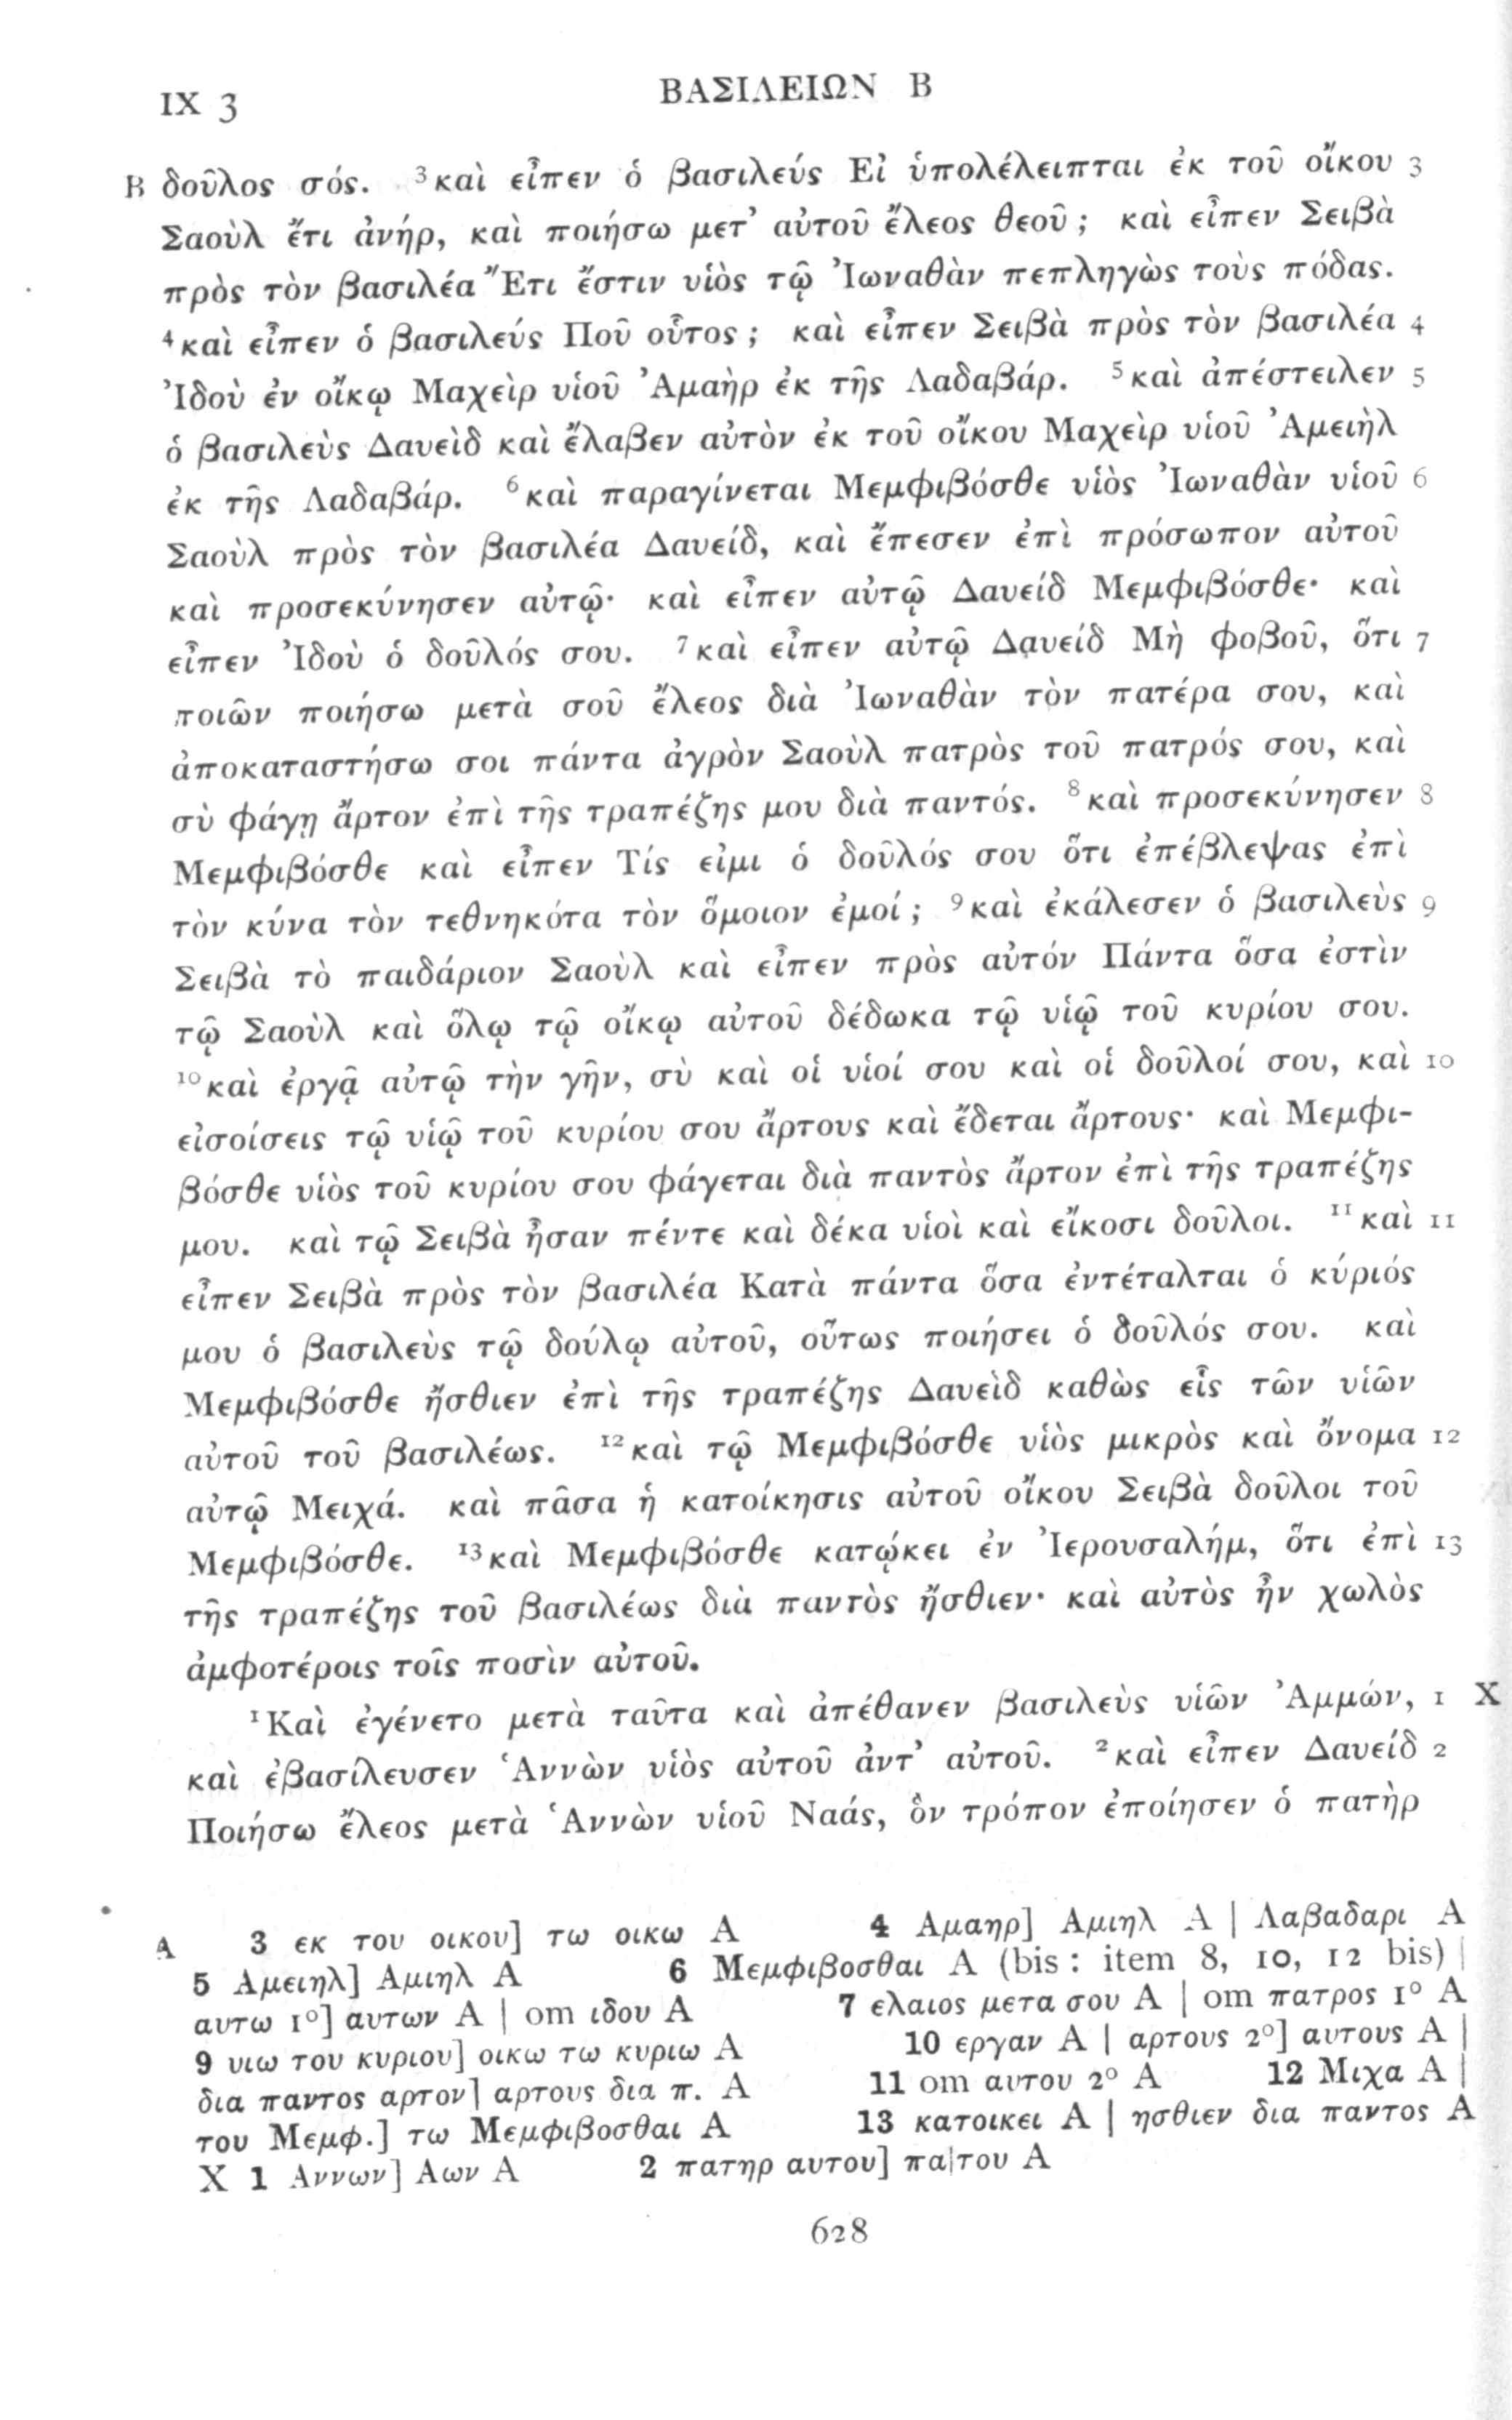 IX 3 ΒΑΣΙΛΕΙΩΝ Β
B δοῦλος σός. ³καὶ εἶπεν ὁ βασιλεύς Εἰ ὑπολέλειπται ἐκ τοῦ οἴκου 3
Σαοὺλ ἔτι ἀνήρ, καὶ ποιήσω μετ᾽ αὐτοῦ ἔλεος θεοῦ ; καὶ εἶπεν Σειβὰ
πρὸς τὸν βασιλέα Ἔτι ἔστιν υἱὸς τῷ Ἰωναθὰν πεπληγὼς τοὺς πόδας.
⁴καὶ εἶπεν ὁ βασιλεύς Ποῦ οὗτος ; καὶ εἶπεν Σειβὰ πρὸς τὸν βασιλέα 4
Ἰδοὺ ἐν οἴκῳ Μαχεὶρ υἱοῦ Ἀμαὴρ ἐκ τῆς Λαδαβάρ. ⁵καὶ ἀπέστειλεν 5
ὁ βασιλεὺς Δαυεὶδ καὶ ἔλαβεν αὐτὸν ἐκ τοῦ οἴκου Μαχεὶρ υἱοῦ Ἀμειὴλ
ἐκ τῆς Λαδαβάρ. ⁶καὶ παραγίνεται Μεμφιβόσθε υἱὸς Ἰωναθὰν υἱοῦ 6
Σαοὺλ πρὸς τὸν βασιλέα Δαυείδ, καὶ ἔπεσεν ἐπὶ πρόσωπον αὐτοῦ
καὶ προσεκύνησεν αὐτῷ· καὶ εἶπεν αὐτῷ Δαυείδ Μεμφιβόσθε· καὶ
εἶπεν Ἰδοὺ ὁ δοῦλός σου. ⁷καὶ εἶπεν αὐτῷ Δαυείδ Μὴ φοβοῦ, ὅτι 7
ποιῶν ποιήσω μετὰ σοῦ ἔλεος διὰ Ἰωναθὰν τὸν πατέρα σου, καὶ
ἀποκαταστήσω σοι πάντα ἀγρὸν Σαοὺλ πατρὸς τοῦ πατρός σου, καὶ
σὺ φάγῃ ἄρτον ἐπὶ τῆς τραπέζης μου διὰ παντός. ⁸καὶ προσεκύνησεν 8
Μεμφιβόσθε καὶ εἶπεν Τίς εἰμι ὁ δοῦλός σου ὅτι ἐπέβλεψας ἐπὶ
τὸν κύνα τὸν τεθνηκότα τὸν ὅμοιον ἐμοί ; ⁹καὶ ἐκάλεσεν ὁ βασιλεὺς 9
Σειβὰ τὸ παιδάριον Σαοὺλ καὶ εἶπεν πρὸς αὐτόν Πάντα ὅσα ἐστὶν
τῷ Σαοὺλ καὶ ὅλῳ τῷ οἴκῳ αὐτοῦ δέδωκα τῷ υἱῷ τοῦ κυρίου σου.
¹⁰καὶ ἐργᾷ αὐτῷ τὴν γῆν, σὺ καὶ οἱ υἱοί σου καὶ οἱ δοῦλοί σου, καὶ 10
εἰσοίσεις τῷ υἱῷ τοῦ κυρίου σου ἄρτους καὶ ἔδεται ἄρτους· καὶ Μεμφι-
βόσθε υἱὸς τοῦ κυρίου σου φάγεται διὰ παντὸς ἄρτον ἐπὶ τῆς τραπέζης
μου. καὶ τῷ Σειβὰ ἦσαν πέντε καὶ δέκα υἱοὶ καὶ εἴκοσι δοῦλοι. ¹¹καὶ 11
εἶπεν Σειβὰ πρὸς τὸν βασιλέα Κατὰ πάντα ὅσα ἐντέταλται ὁ κύριός
μου ὁ βασιλεὺς τῷ δούλῳ αὐτοῦ, οὕτως ποιήσει ὁ δοῦλός σου. καὶ
Μεμφιβόσθε ἤσθιεν ἐπὶ τῆς τραπέζης Δαυεὶδ καθὼς εἷς τῶν υἱῶν
αὐτοῦ τοῦ βασιλέως. ¹²καὶ τῷ Μεμφιβόσθε υἱὸς μικρὸς καὶ ὄνομα 12
αὐτῷ Μειχά. καὶ πᾶσα ἡ κατοίκησις αὐτοῦ οἴκου Σειβὰ δοῦλοι τοῦ
Μεμφιβόσθε. ¹³καὶ Μεμφιβόσθε κατῴκει ἐν Ἰερουσαλήμ, ὅτι ἐπὶ 13
τῆς τραπέζης τοῦ βασιλέως διὰ παντὸς ἤσθιεν· καὶ αὐτὸς ἦν χωλὸς
ἀμφοτέροις τοῖς ποσὶν αὐτοῦ.
¹Καὶ ἐγένετο μετὰ ταῦτα καὶ ἀπέθανεν βασιλεὺς υἱῶν Ἀμμών, 1 X
καὶ ἐβασίλευσεν Ἁννὼν υἱὸς αὐτοῦ ἀντ᾽ αὐτοῦ. ²καὶ εἶπεν Δαυείδ 2
Ποιήσω ἔλεος μετὰ Ἁννὼν υἱοῦ Ναάς, ὃν τρόπον ἐποίησεν ὁ πατὴρ
A 3 εκ του οικου] τω οικω A 4 Αμαηρ] Αμιηλ A | Λαβαδαρι A
5 Αμειηλ] Αμιηλ A 6 Μεμφιβοσθαι A (bis : item 8, 10, 12 bis) |
αυτω 1º] αυτων A | om ιδου A 7 ελαιος μετα σου A | om πατρος 1º A
9 υιω του κυριου] οικω τω κυριω A 10 εργαν A | αρτους 2º] αυτους A |
δια παντος αρτον] αρτους δια π. A 11 om αυτου 2º A 12 Μιχα A |
του Μεμφ.] τω Μεμφιβοσθαι A 13 κατοικει A | ησθιεν δια παντος A
X 1 Αννων] Αων A 2 πατηρ αυτου] πα|του A
628